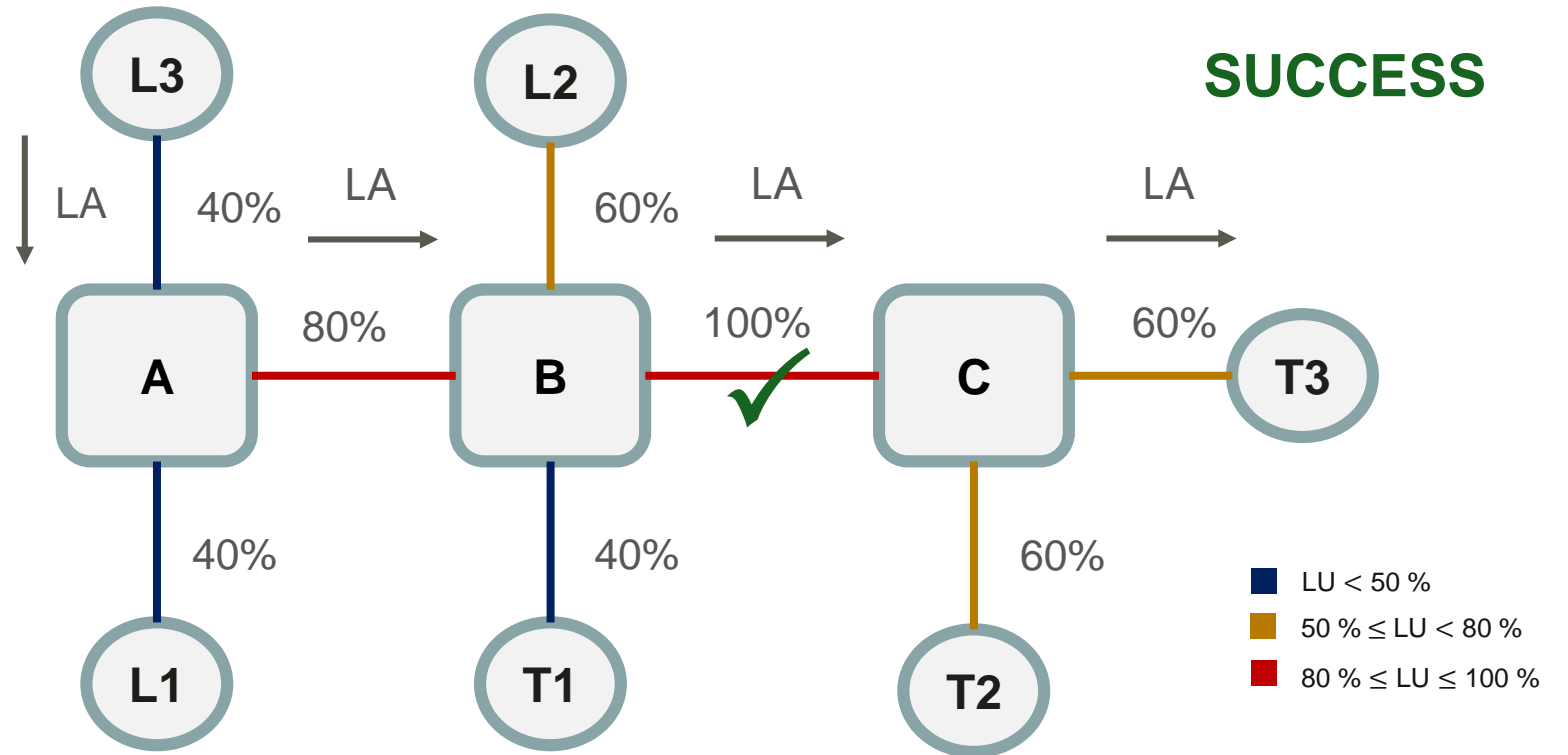 L3
L2
SUCCESS
LA
40%
LA
60%
LA
LA
80%
100%
60%
A
B
C
T3
40%
40%
60%
LU < 50 %
50 % ≤ LU < 80 %
80 % ≤ LU ≤ 100 %
L1
T1
T2